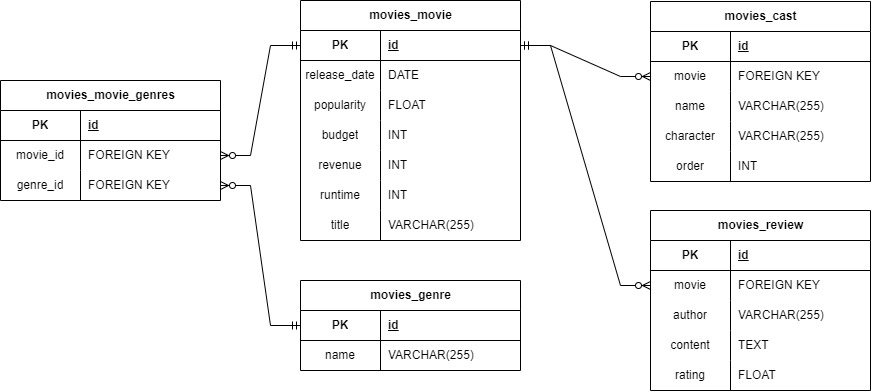 movies_movie_genres
PK id
movie_id FOREIGN KEY
genre_id FOREIGN KEY
movies_movie
PK id
release_date DATE
popularity FLOAT
budget INT
revenue INT
runtime INT
title VARCHAR(255)
movies_genre
PK id
name VARCHAR(255)
movies_cast
PK id
movie FOREIGN KEY
name VARCHAR(255)
character VARCHAR(255)
order INT
movies_review
PK id
movie FOREIGN KEY
author VARCHAR(255)
content TEXT
rating FLOAT